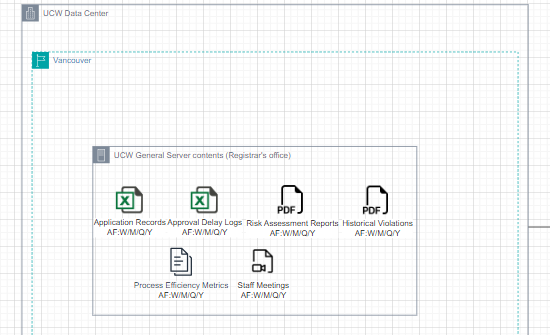 UCW Data Center
Vancouver
UCW General Server contents (Registrar's office)
X X PDF PDF
Application Records Approval Delay Logs Risk Assessment Reports Historical Violations
AF:W/M/Q/Y AF:W/M/Q/Y AF:W/M/Q/Y AF:W/M/Q/Y
Process Efficiency Metrics Staff Meetings
AF:W/M/Q/Y AF:W/M/Q/Y